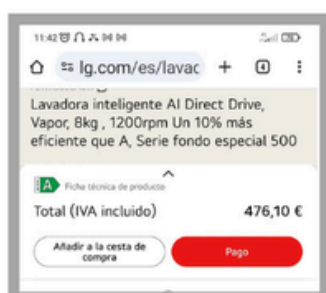 11:42
lg.com/es/lavac
4
Lavadora inteligente AI Direct Drive,
Vapor, 8kg , 1200rpm Un 10% más
eficiente que A, Serie fondo especial 500
A Ficha técnica de producto
Total (IVA incluido) 476,10 €
Añadir a la cesta de
compra
Pago